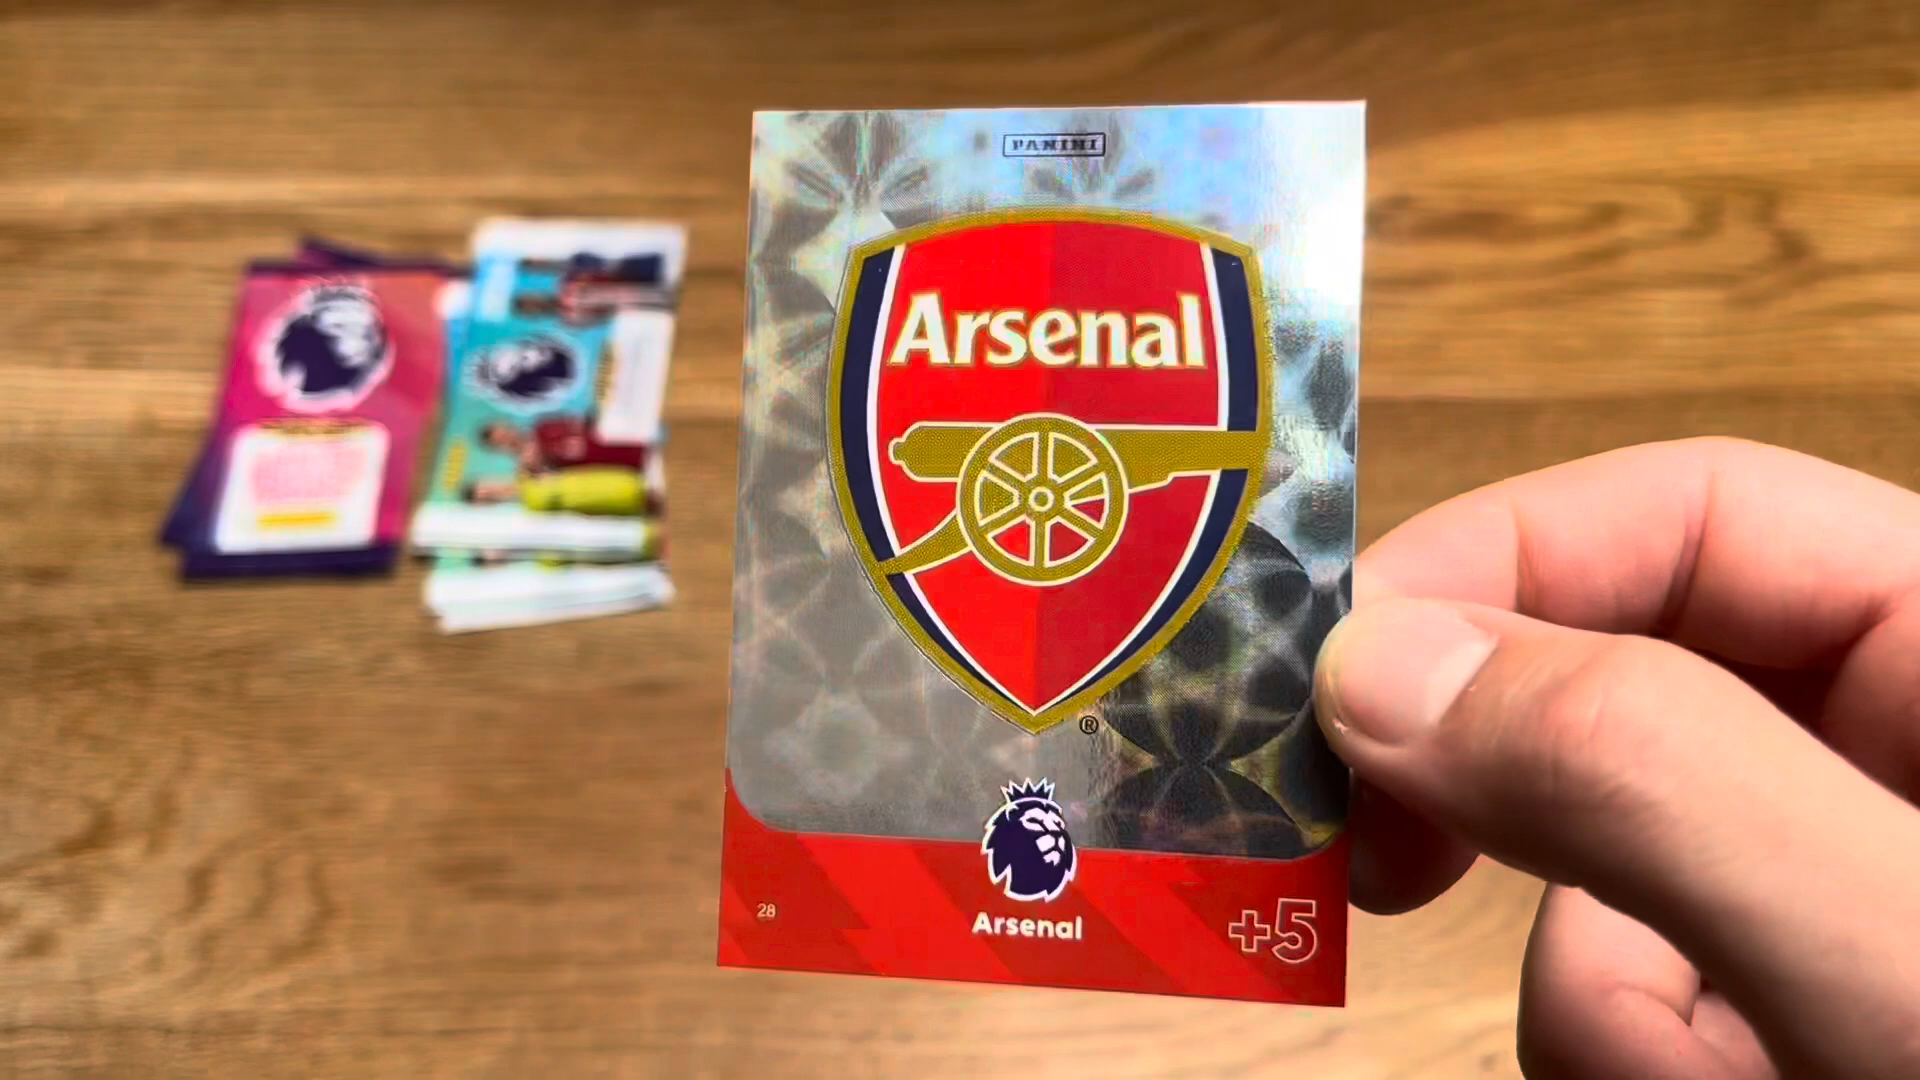 PANINI
Arsenal
®
Arsenal
28
+5